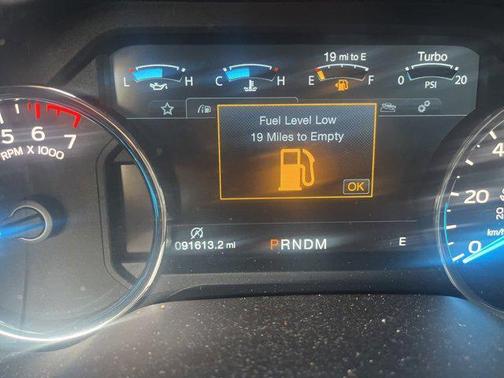 19 mi to E Turbo
L H C H E F 0 20
PSI
Fuel Level Low
19 Miles to Empty
OK
5 6 7
RPM X 1000
20
0
km/h
091613.2 mi
PRNDM
E